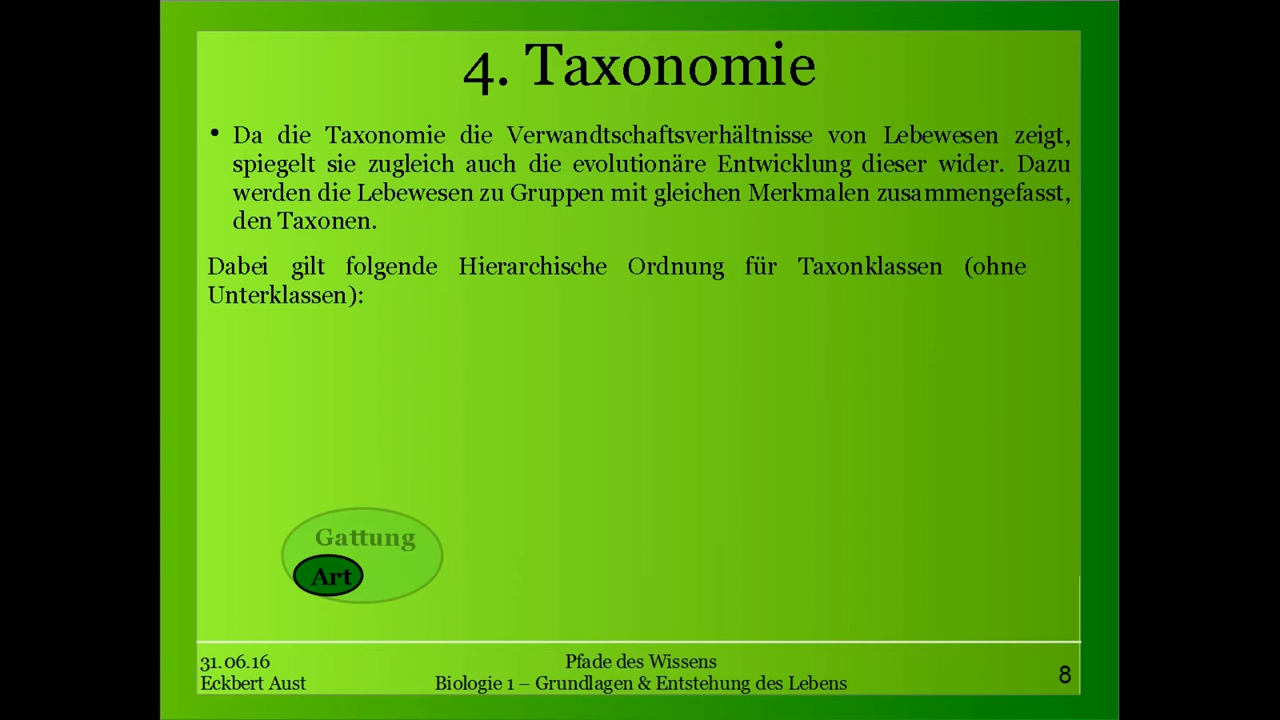 4. Taxonomie
• Da die Taxonomie die Verwandtschaftsverhältnisse von Lebewesen zeigt,
spiegelt sie zugleich auch die evolutionäre Entwicklung dieser wider. Dazu
werden die Lebewesen zu Gruppen mit gleichen Merkmalen zusammengefasst,
den Taxonen.
Dabei gilt folgende Hierarchische Ordnung für Taxonklassen (ohne
Unterklassen):
Gattung
Art
31.06.16
Eckbert Aust
Pfade des Wissens
Biologie 1 – Grundlagen & Entstehung des Lebens
8